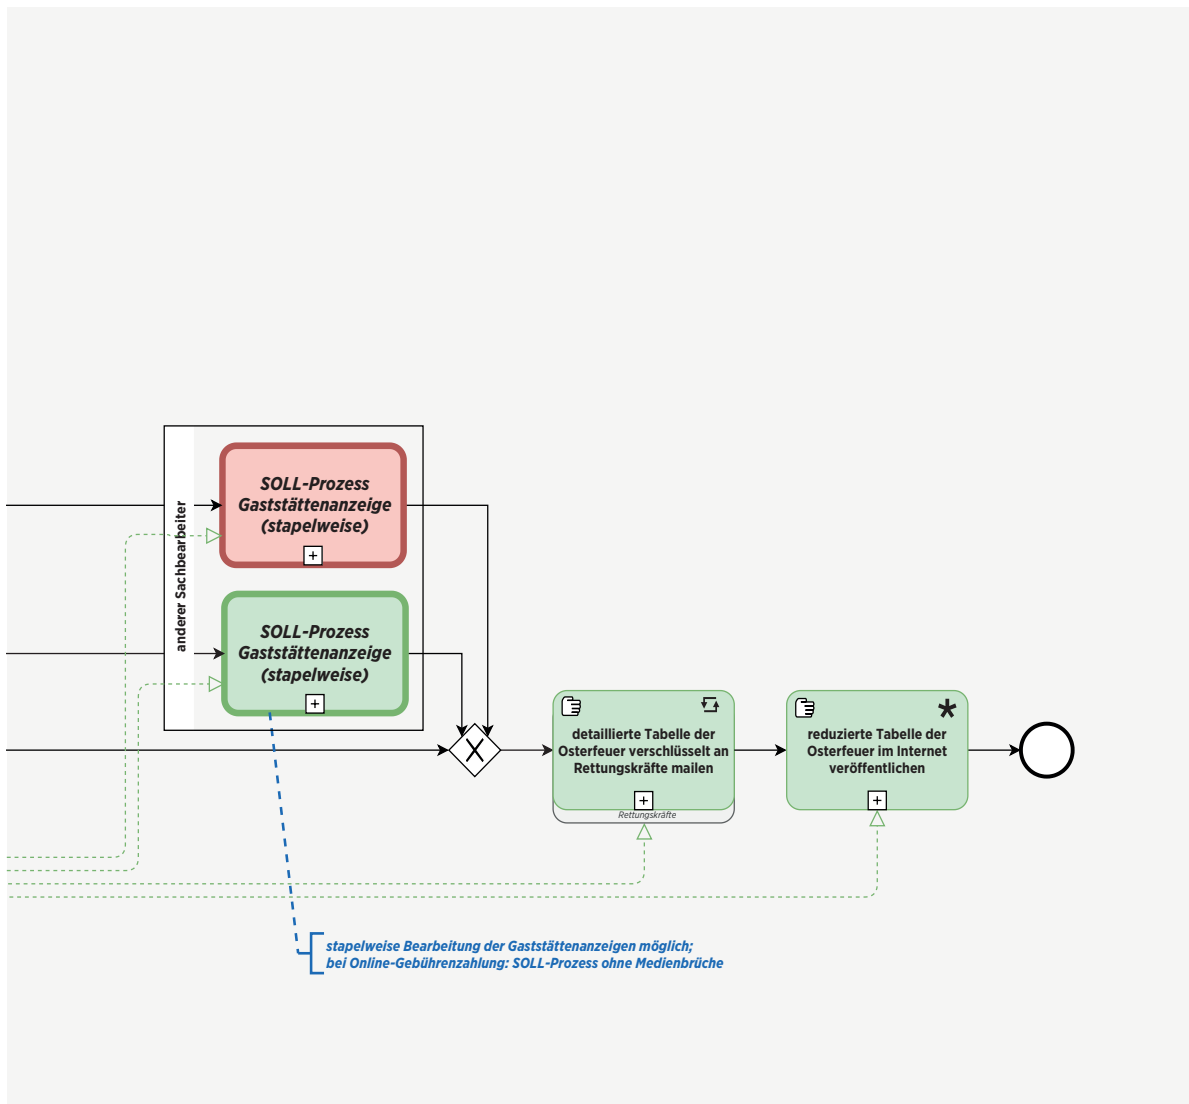 anderer Sachbearbeiter
SOLL-Prozess
Gaststättenanzeige
(stapelweise)
SOLL-Prozess
Gaststättenanzeige
(stapelweise)
detaillierte Tabelle der
Osterfeuer verschlüsselt an
Rettungskräfte mailen
Rettungskräfte
reduzierte Tabelle der
Osterfeuer im Internet
veröffentlichen
stapelweise Bearbeitung der Gaststättenanzeigen möglich;
bei Online-Gebührenzahlung: SOLL-Prozess ohne Medienbrüche